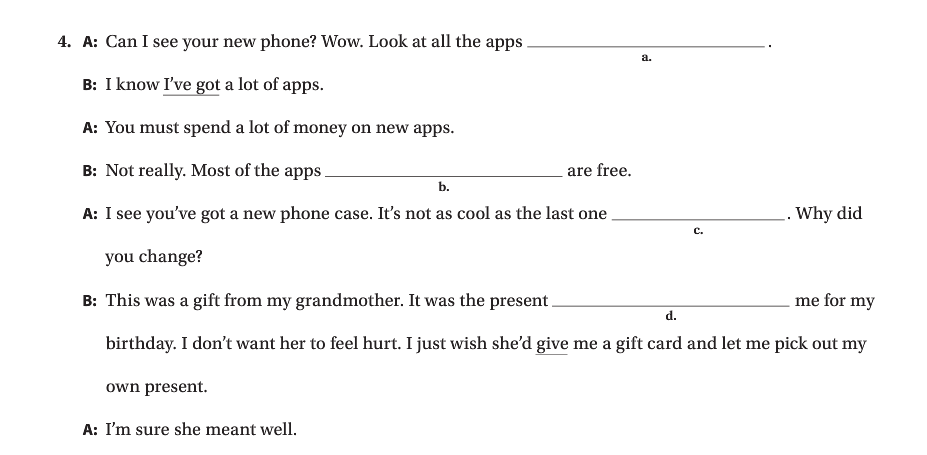 4. A: Can I see your new phone? Wow. Look at all the apps ____________________ .
a.
B: I know I've got a lot of apps.
A: You must spend a lot of money on new apps.
B: Not really. Most of the apps ____________________ are free.
b.
A: I see you've got a new phone case. It's not as cool as the last one ____________________. Why did
c.
you change?
B: This was a gift from my grandmother. It was the present ____________________ me for my
d.
birthday. I don't want her to feel hurt. I just wish she'd give me a gift card and let me pick out my
own present.
A: I'm sure she meant well.